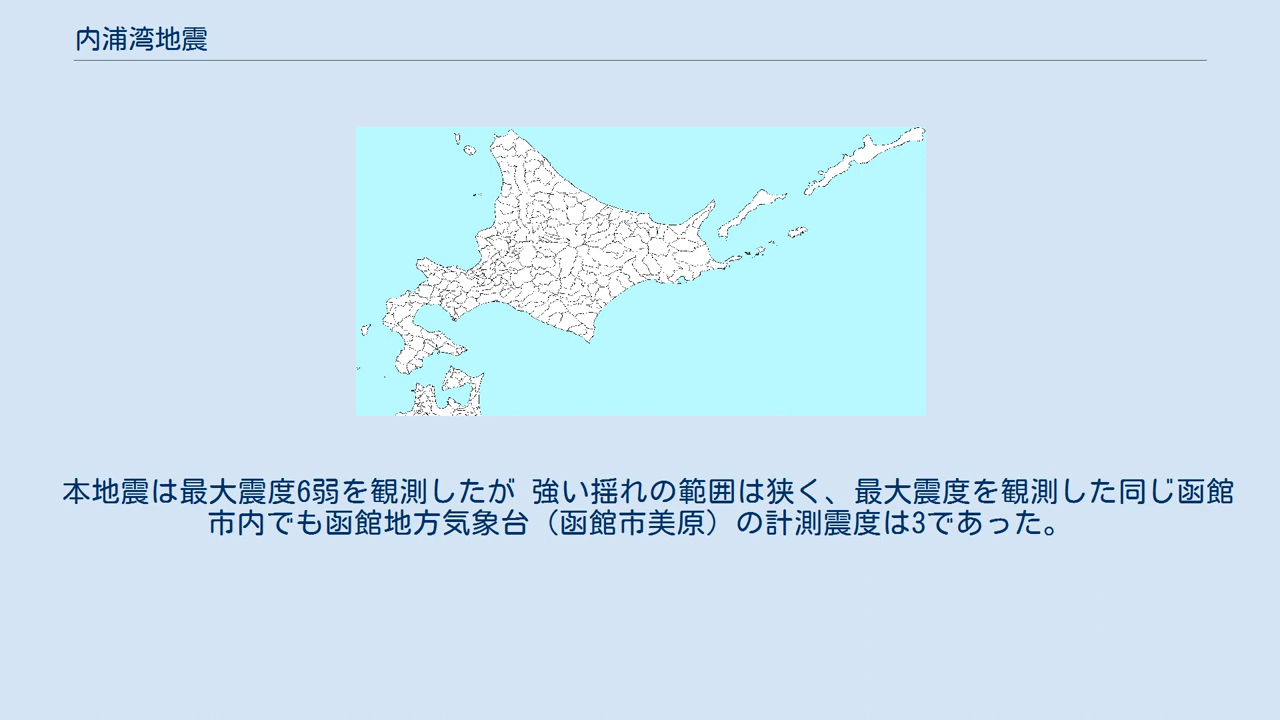 内浦湾地震
本地震は最大震度6弱を観測したが 強い揺れの範囲は狭く、最大震度を観測した同じ函館
市内でも函館地方気象台（函館市美原）の計測震度は3であった。